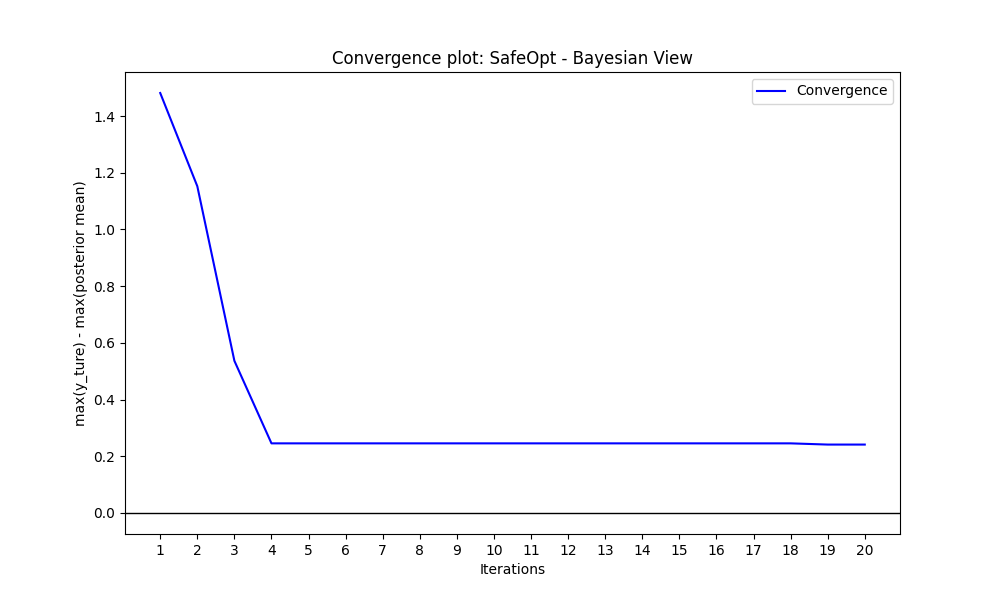 Convergence plot: SafeOpt - Bayesian View
Convergence
max(y_ture) - max(posterior mean)
1.4
1.2
1.0
0.8
0.6
0.4
0.2
0.0
1 2 3 4 5 6 7 8 9 10 11 12 13 14 15 16 17 18 19 20
Iterations